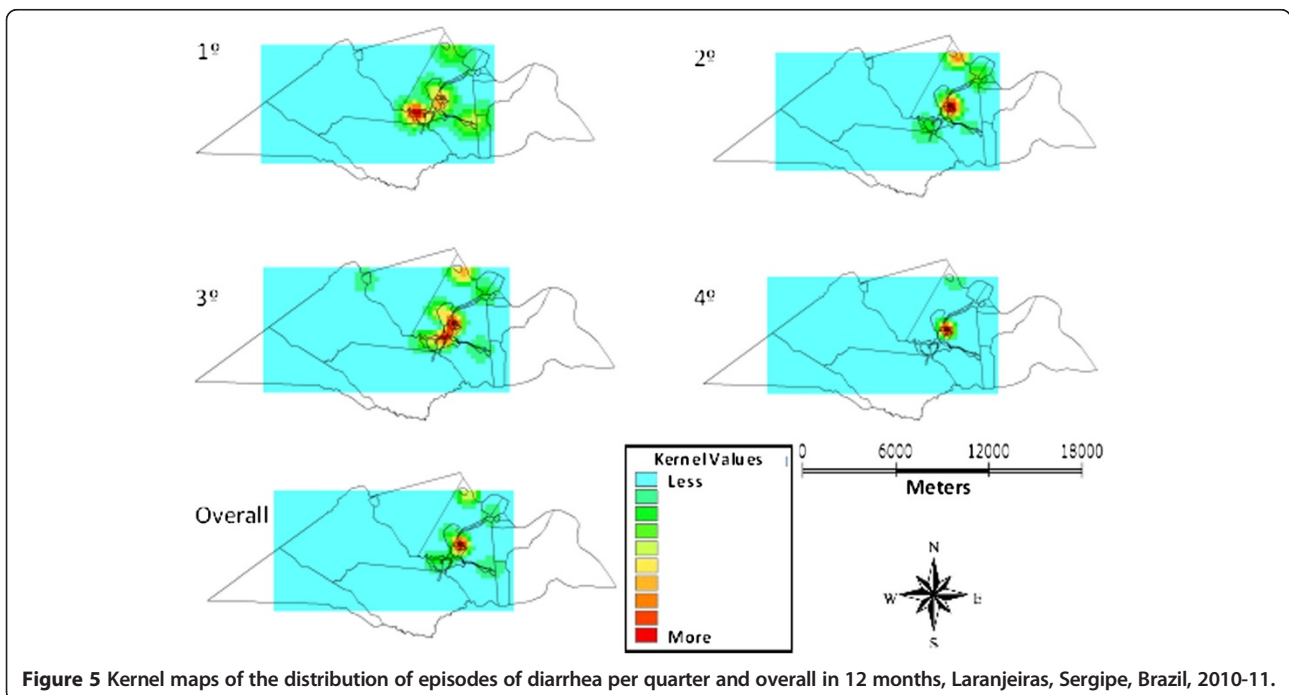 1º
2º
3º
4º
Overall
Kernel Values
Less
More
0 6000 12000 18000
Meters
N
W E
S
Figure 5 Kernel maps of the distribution of episodes of diarrhea per quarter and overall in 12 months, Laranjeiras, Sergipe, Brazil, 2010-11.